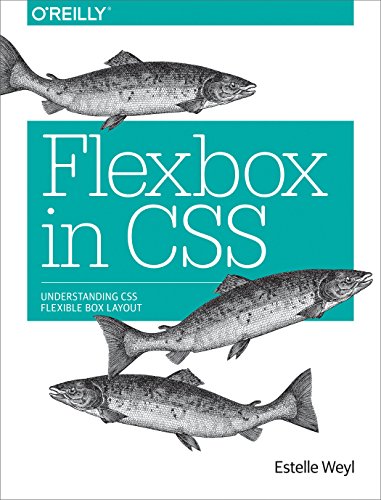 O'REILLY®
Flexbox
in CSS
UNDERSTANDING CSS
FLEXIBLE BOX LAYOUT
Estelle Weyl